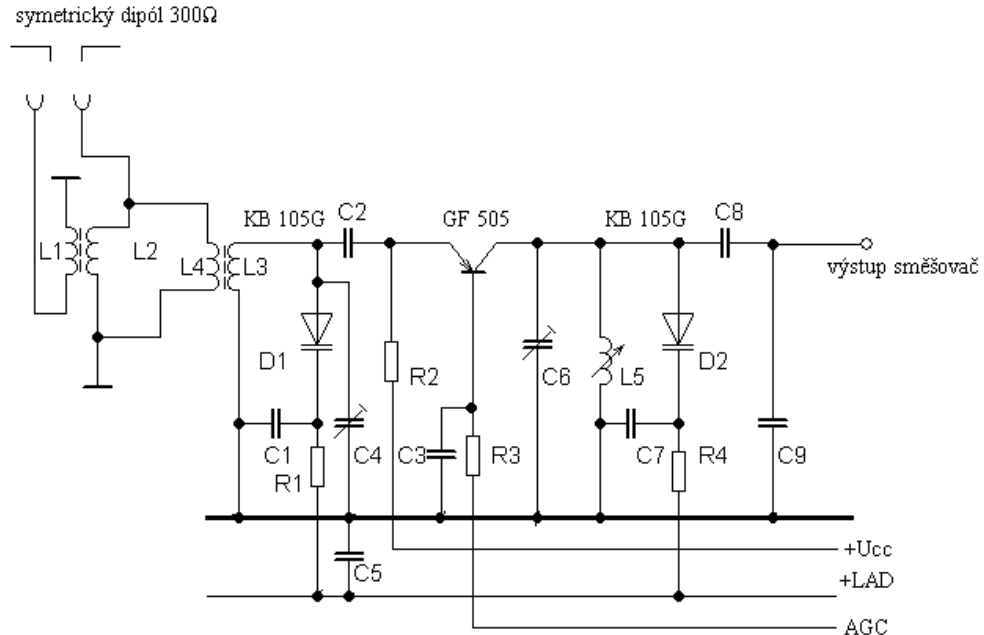 symetrický dipól 300Ω
KB 105G
C2
GF 505
KB 105G
C8
L1
L2
L4
L3
výstup směšovač
D1
R2
C6
L5
D2
C1
R1
C4
C3
R3
C7
R4
C9
C5
+Ucc
+LAD
AGC